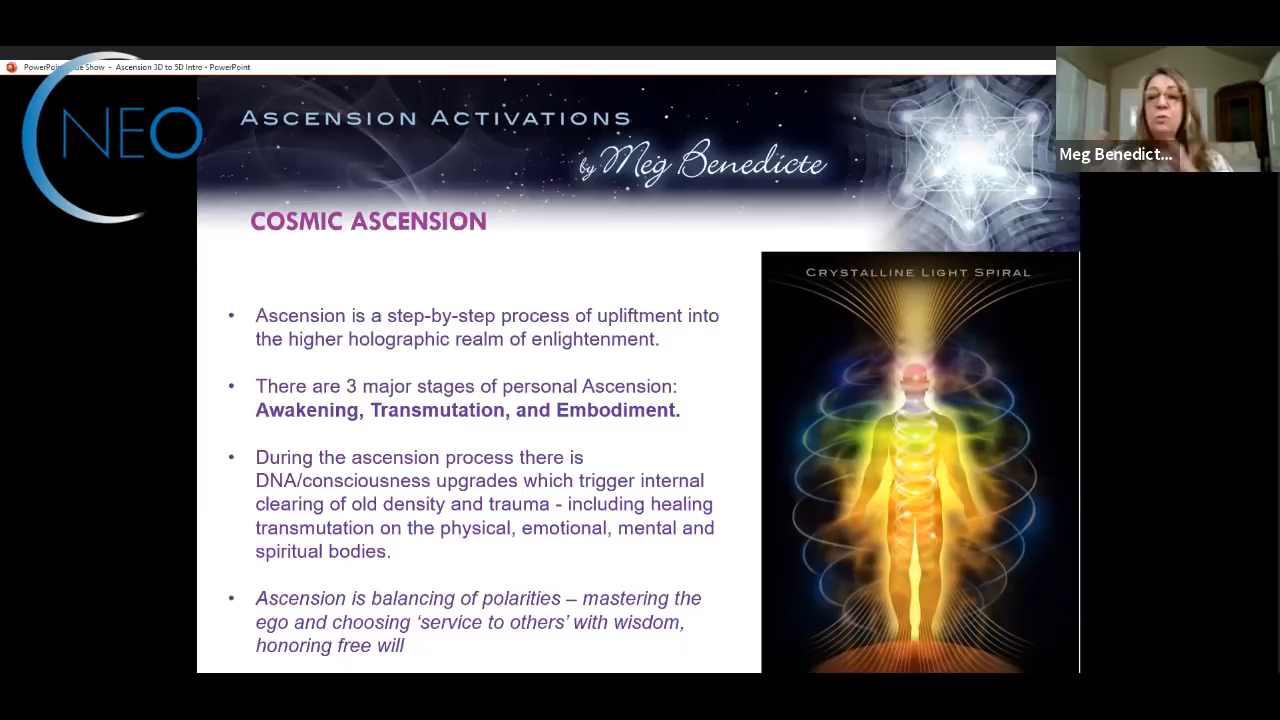 PowerPoint Slide Show - Ascension 3D to 5D Intro - PowerPoint
NEO
ASCENSION ACTIVATIONS
by Meg Benedicte
Meg Benedict...
COSMIC ASCENSION
CRYSTALLINE LIGHT SPIRAL
• Ascension is a step-by-step process of upliftment into
the higher holographic realm of enlightenment.
• There are 3 major stages of personal Ascension:
Awakening, Transmutation, and Embodiment.
• During the ascension process there is
DNA/consciousness upgrades which trigger internal
clearing of old density and trauma - including healing
transmutation on the physical, emotional, mental and
spiritual bodies.
• Ascension is balancing of polarities – mastering the
ego and choosing ‘service to others’ with wisdom,
honoring free will